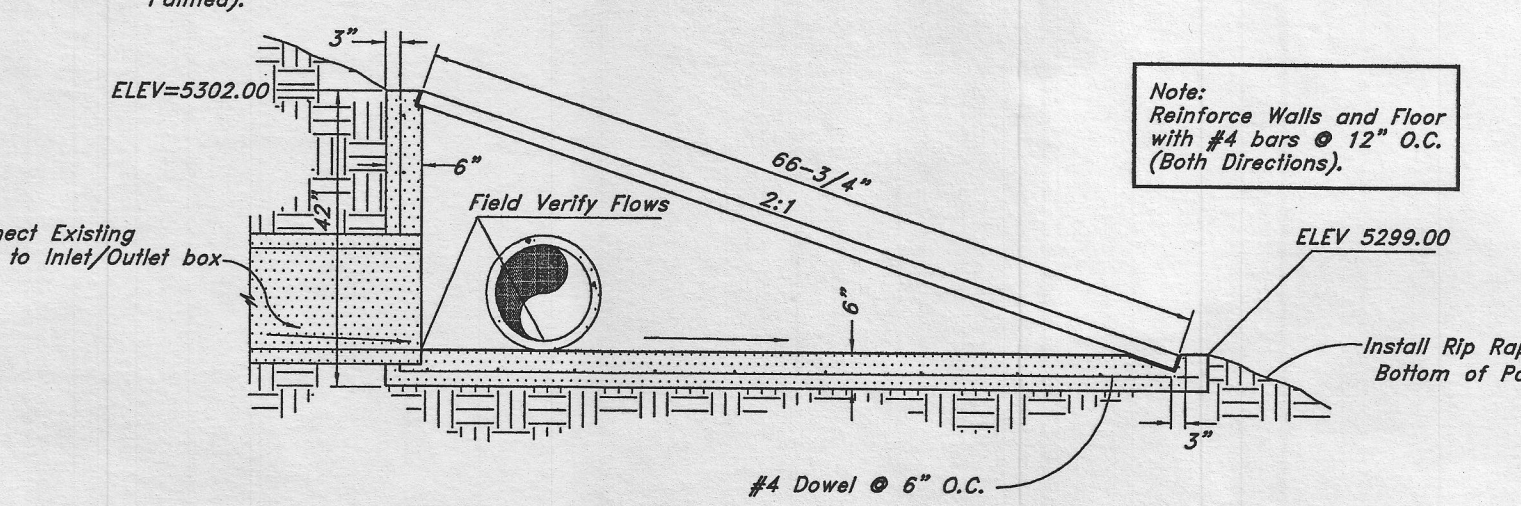 Painted).
3"
ELEV=5302.00
Note:
Reinforce Walls and Floor
with #4 bars @ 12" O.C.
(Both Directions).
66-3/4"
2:1
6"
42"
Field Verify Flows
Existing
to Inlet/Outlet box
ELEV 5299.00
6"
Install Rip Rap
Bottom of
3"
#4 Dowel @ 6" O.C.